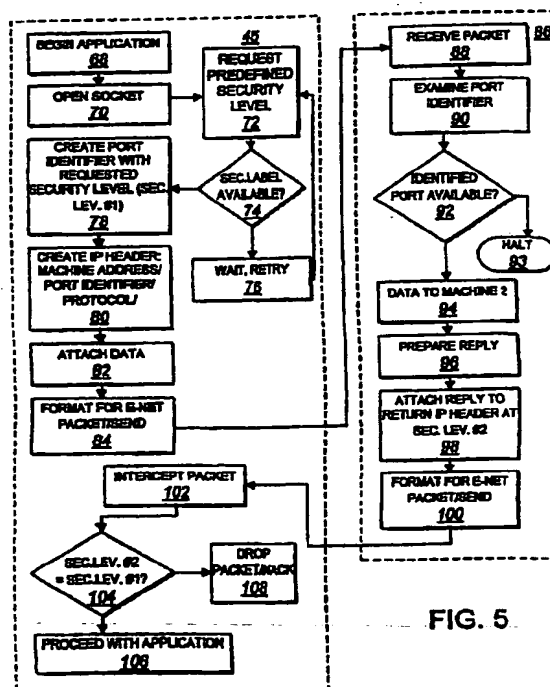 BEGIN APPLICATION
68
OPEN SOCKET
70
45
REQUEST
PREDEFINED
SECURITY
LEVEL
72
CREATE PORT
IDENTIFIER WITH
REQUESTED
SECURITY LEVEL (SEC.
LEV. #1)
78
SEC.LABEL
AVAILABLE?
74
WAIT, RETRY
76
CREATE IP HEADER:
MACHINE ADDRESS/
PORT IDENTIFIER/
PROTOCOL/
80
ATTACH DATA
82
FORMAT FOR E-NET
PACKET/SEND
84
INTERCEPT PACKET
102
SEC.LEV. #2
= SEC.LEV. #1?
104
DROP
PACKET/NACK
108
PROCEED WITH APPLICATION
106
86
RECEIVE PACKET
88
EXAMINE PORT
IDENTIFIER
90
IDENTIFIED
PORT AVAILABLE?
92
HALT
93
DATA TO MACHINE 2
94
PREPARE REPLY
96
ATTACH REPLY TO
RETURN IP HEADER AT
SEC. LEV. #2
98
FORMAT FOR E-NET
PACKET/SEND
100
FIG. 5